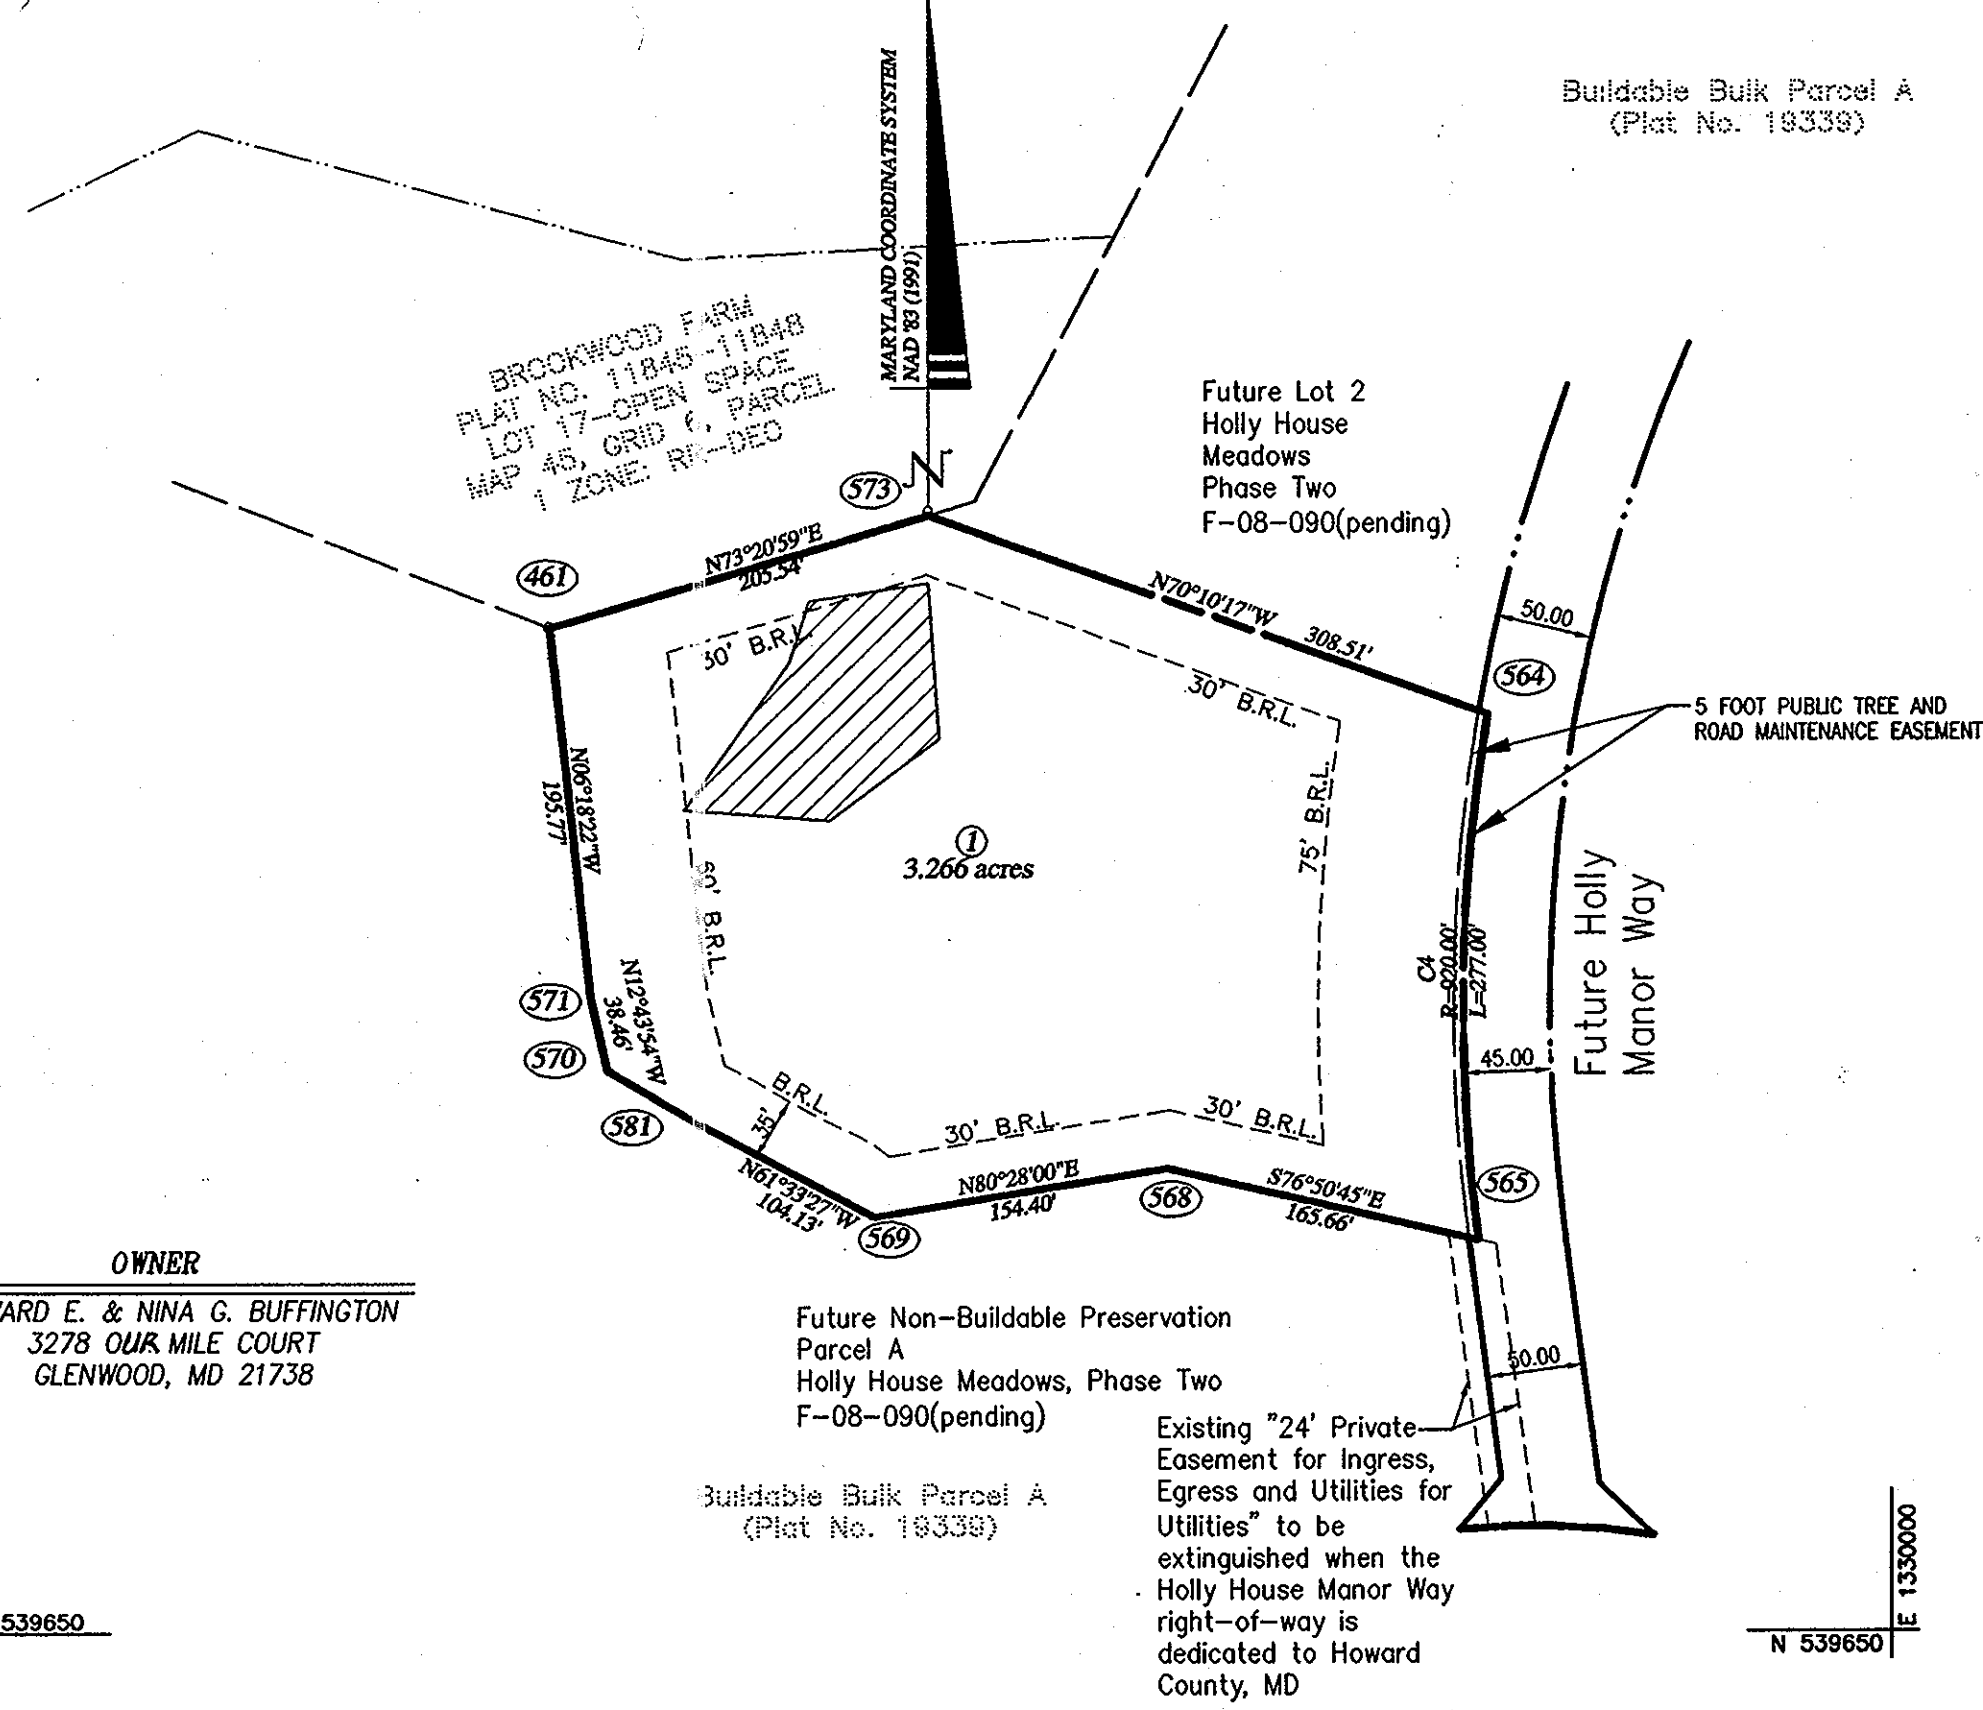 Buildable Bulk Parcel A
(Plat No. 19339)
MARYLAND COORDINATE SYSTEM
NAD '83 (1991)
BROOKWOOD FARM
PLAT NO. 11845-11848
LOT 17-OPEN SPACE
MAP 45, GRID 6, PARCEL
1 ZONE: RR-DEO
N
Future Lot 2
Holly House
Meadows
Phase Two
F-08-090(pending)
573
461
N73°20'59"E
205.54'
N70°10'17"W
308.51'
50.00
564
5 FOOT PUBLIC TREE AND
ROAD MAINTENANCE EASEMENT
30' B.R.L.
30' B.R.L.
N06°18'22"W
195.77'
75' B.R.L.
1
3.266 acres
60' B.R.L.
C4
R=920.00'
L=277.00'
Future Holly
Manor Way
571
N12°43'54"W
38.46'
570
45.00
581
B.R.L.
35'
30' B.R.L.
30' B.R.L.
N61°33'27"W
104.13'
569
N80°28'00"E
154.40'
568
S76°50'45"E
165.66'
565
OWNER
ARD E. & NINA G. BUFFINGTON
3278 OUR MILE COURT
GLENWOOD, MD 21738
Future Non-Buildable Preservation
Parcel A
Holly House Meadows, Phase Two
F-08-090(pending)
50.00
Buildable Bulk Parcel A
(Plat No. 19339)
Existing "24' Private
Easement for Ingress,
Egress and Utilities for
Utilities" to be
extinguished when the
Holly House Manor Way
right-of-way is
dedicated to Howard
County, MD
539650
E 1330000
N 539650